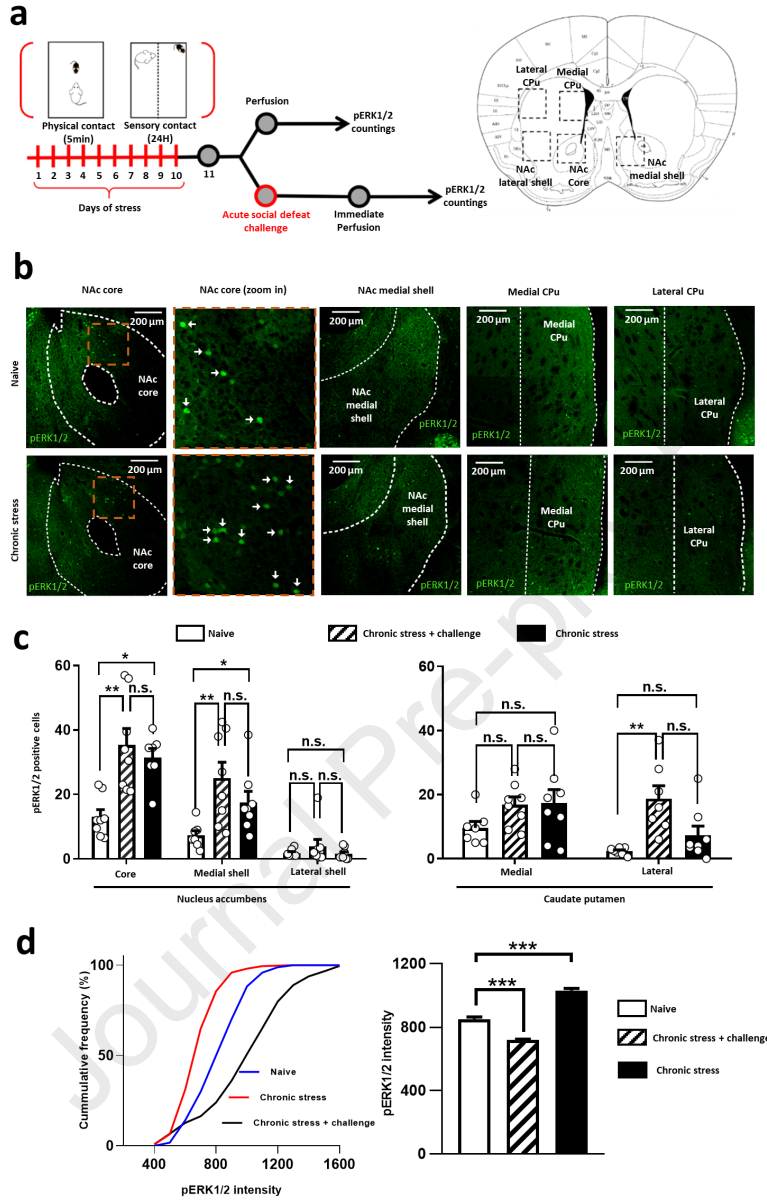 a
Physical contact
(5min)
Sensory contact
(24H)
1 2 3 4 5 6 7 8 9 10
11
Days of stress
Perfusion
pERK1/2
countings
Acute social defeat
challenge
Immediate
Perfusion
pERK1/2
countings
Lateral
CPu
Medial
CPu
NAc
lateral shell
NAc
Core
NAc
medial shell
b
NAc core
NAc core (zoom in)
NAc medial shell
Medial CPu
Lateral CPu
Naive
200 µm
NAc
core
pERK1/2
200 µm
NAc
medial
shell
pERK1/2
200 µm
Medial
CPu
pERK1/2
200 µm
Lateral
CPu
pERK1/2
Chronic stress
200 µm
NAc
core
pERK1/2
200 µm
NAc
medial
shell
pERK1/2
200 µm
Medial
CPu
pERK1/2
200 µm
Lateral
CPu
pERK1/2
c
Naive
Chronic stress + challenge
Chronic stress
pERK1/2 positive cells
60
40
20
0
*
** n.s.
*
** n.s.
n.s.
n.s. n.s.
Core
Medial shell
Lateral shell
Nucleus accumbens
60
40
20
0
n.s.
n.s. n.s.
n.s.
** n.s.
Medial
Lateral
Caudate putamen
d
Cummulative frequency (%)
100
50
0
400 800 1200 1600
pERK1/2 intensity
Naive
Chronic stress
Chronic stress + challenge
pERK1/2 intensity
1200
800
400
0
***
***
Naive
Chronic stress + challenge
Chronic stress
Journal Pre-pr